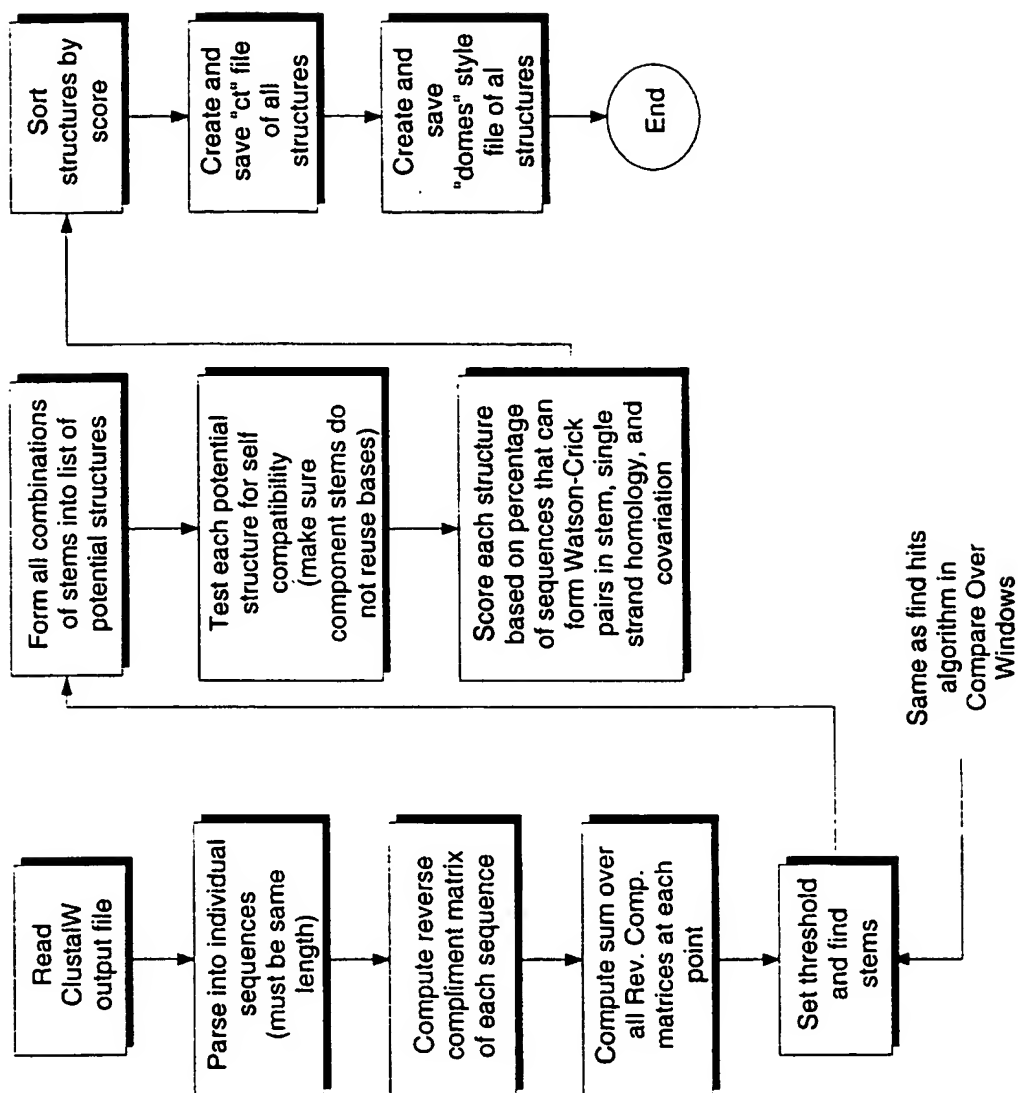 Read
ClustalW
output file
Parse into individual
sequences
(must be same
length)
Compute reverse
compliment matrix
of each sequence
Compute sum over
all Rev. Comp.
matrices at each
point
Set threshold
and find
stems
Same as find hits
algorithm in
Compare Over
Windows
Form all combinations
of stems into list of
potential structures
Test each potential
structure for self
compatibility
(make sure
component stems do
not reuse bases)
Score each structure
based on percentage
of sequences that can
form Watson-Crick
pairs in stem, single
strand homology, and
covariation
Sort
structures by
score
Create and
save "ct" file
of all
structures
Create and
save
"domes" style
file of al
structures
End